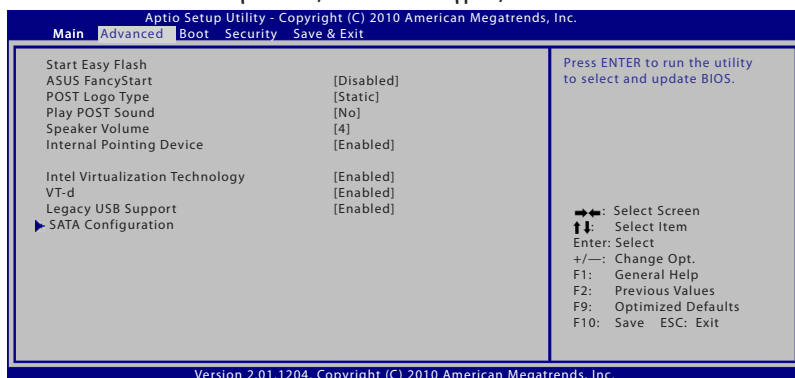 Aptio Setup Utility - Copyright (C) 2010 American Megatrends, Inc.
Main Advanced Boot Security Save & Exit
Start Easy Flash
ASUS FancyStart [Disabled]
POST Logo Type [Static]
Play POST Sound [No]
Speaker Volume [4]
Internal Pointing Device [Enabled]
Intel Virtualization Technology [Enabled]
VT-d [Enabled]
Legacy USB Support [Enabled]
SATA Configuration
Press ENTER to run the utility
to select and update BIOS.
→←: Select Screen
↑↓: Select Item
Enter: Select
+/—: Change Opt.
F1: General Help
F2: Previous Values
F9: Optimized Defaults
F10: Save ESC: Exit
Version 2.01.1204. Copyright (C) 2010 American Megatrends, Inc.